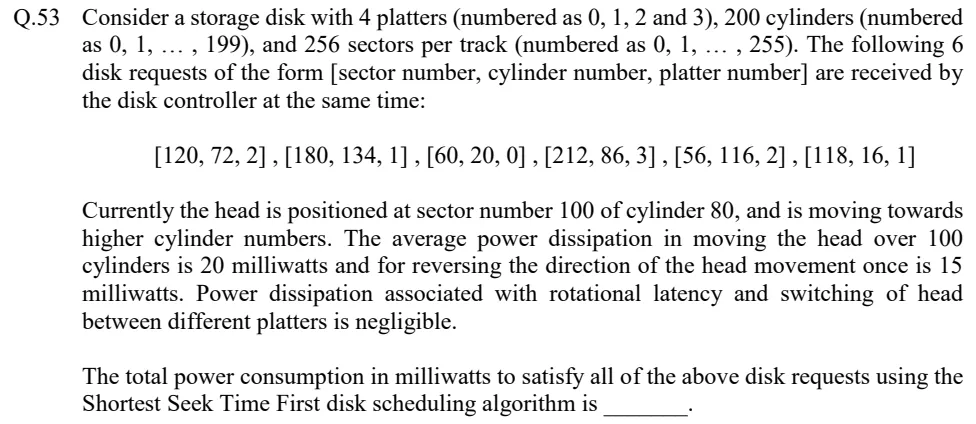 Q.53 Consider a storage disk with 4 platters (numbered as 0, 1, 2 and 3), 200 cylinders (numbered
as 0, 1, … , 199), and 256 sectors per track (numbered as 0, 1, … , 255). The following 6
disk requests of the form [sector number, cylinder number, platter number] are received by
the disk controller at the same time:
[120, 72, 2] , [180, 134, 1] , [60, 20, 0] , [212, 86, 3] , [56, 116, 2] , [118, 16, 1]
Currently the head is positioned at sector number 100 of cylinder 80, and is moving towards
higher cylinder numbers. The average power dissipation in moving the head over 100
cylinders is 20 milliwatts and for reversing the direction of the head movement once is 15
milliwatts. Power dissipation associated with rotational latency and switching of head
between different platters is negligible.
The total power consumption in milliwatts to satisfy all of the above disk requests using the
Shortest Seek Time First disk scheduling algorithm is _______.